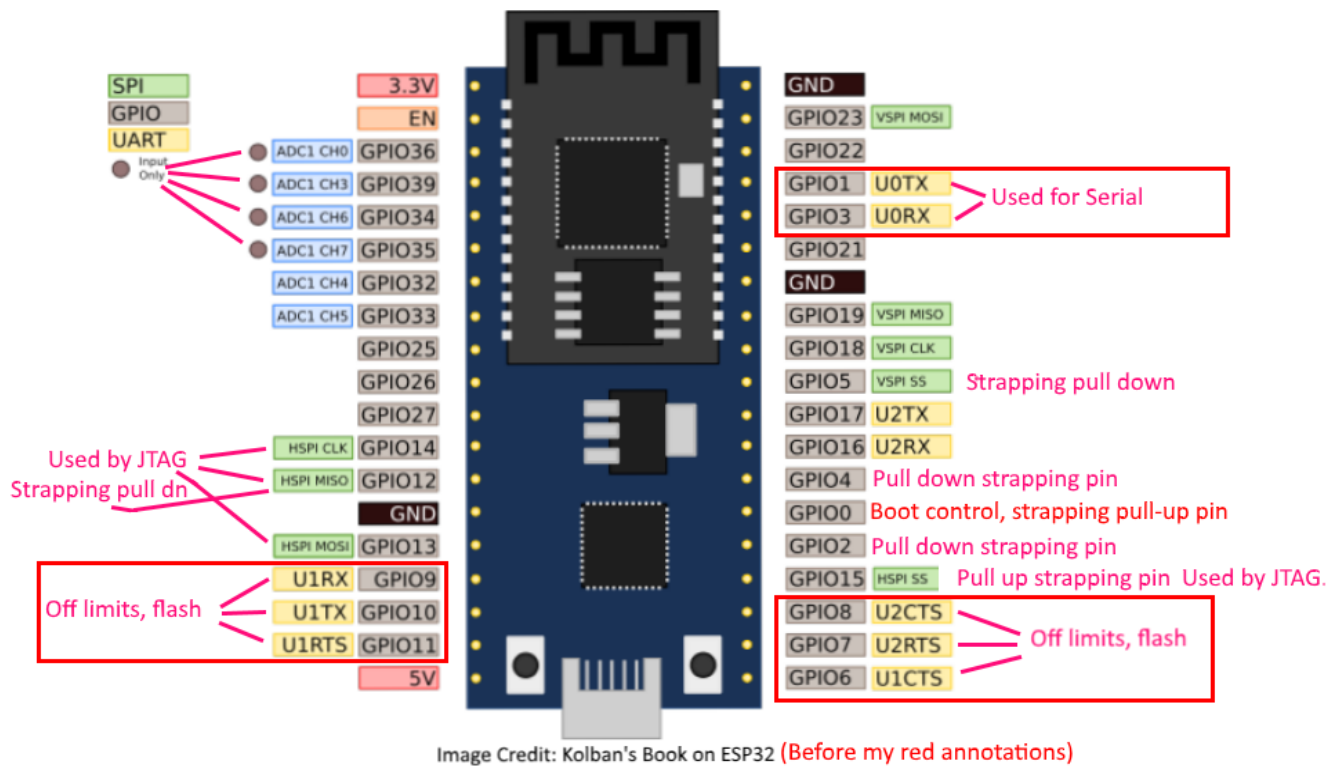 SPI
GPIO
UART
Input
Only
3.3V
EN
ADC1 CH0 GPIO36
ADC1 CH3 GPIO39
ADC1 CH6 GPIO34
ADC1 CH7 GPIO35
ADC1 CH4 GPIO32
ADC1 CH5 GPIO33
GPIO25
GPIO26
GPIO27
HSPI CLK GPIO14
Used by JTAG
HSPI MISO GPIO12
Strapping pull dn
GND
HSPI MOSI GPIO13
U1RX GPIO9
Off limits, flash
U1TX GPIO10
U1RTS GPIO11
5V
GND
GPIO23 VSPI MOSI
GPIO22
GPIO1 U0TX
Used for Serial
GPIO3 U0RX
GPIO21
GND
GPIO19 VSPI MISO
GPIO18 VSPI CLK
GPIO5 VSPI SS Strapping pull down
GPIO17 U2TX
GPIO16 U2RX
GPIO4 Pull down strapping pin
GPIO0 Boot control, strapping pull-up pin
GPIO2 Pull down strapping pin
GPIO15 HSPI SS Pull up strapping pin Used by JTAG.
GPIO8 U2CTS
GPIO7 U2RTS Off limits, flash
GPIO6 U1CTS
Image Credit: Kolban's Book on ESP32 (Before my red annotations)